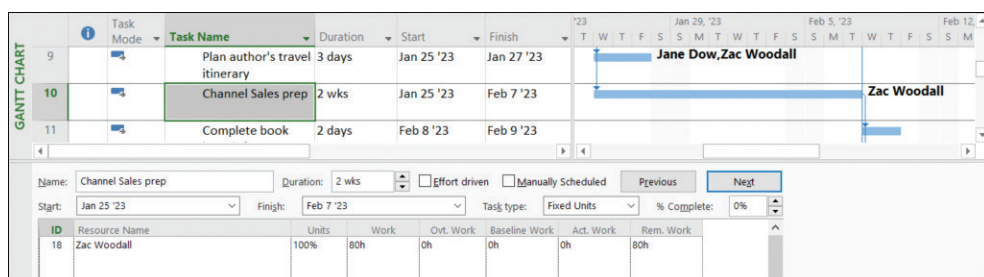 Task Mode Task Name Duration Start Finish '23 Jan 29, '23 Feb 5, '23 Feb 12,
T W T F S S M T W T F S S M T W T F S S M
GANTT CHART
9 Plan author's travel itinerary 3 days Jan 25 '23 Jan 27 '23 Jane Dow,Zac Woodall
10 Channel Sales prep 2 wks Jan 25 '23 Feb 7 '23 Zac Woodall
11 Complete book 2 days Feb 8 '23 Feb 9 '23
Name: Channel Sales prep Duration: 2 wks Effort driven Manually Scheduled Previous Next
Start: Jan 25 '23 Finish: Feb 7 '23 Task type: Fixed Units % Complete: 0%
ID Resource Name Units Work Ovt. Work Baseline Work Act. Work Rem. Work
18 Zac Woodall 100% 80h 0h 0h 0h 80h